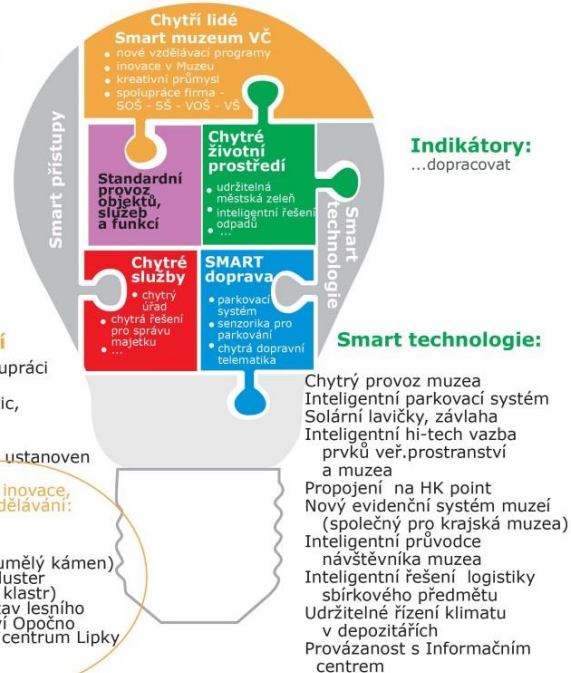 Chytří lidé
Smart muzeum VČ
• nové vzdělávací programy
• inovace v Muzeu
• kreativní průmysl
• spolupráce firma -
SOŠ - SŠ - VOŠ - VŠ
Smart přístupy
Standardní
provoz
objektů,
služeb
a funkcí
Chytré
životní
prostředí
• udržitelná
městská zeleň
• inteligentní řešení
odpadů
• ...
Smart
technologie
Chytré
služby
• chytrý
úřad
• chytrá řešení
pro správu
majetku
• ...
SMART
doprava
• parkovací
systém
• senzorika pro
parkování
• chytrá dopravní
telematika
Indikátory:
...dopracovat
Smart technologie:
Chytrý provoz muzea
Inteligentní parkovací systém
Solární lavičky, závlaha
Inteligentní hi-tech vazba
prvků veř.prostranství
a muzea
Propojení na HK point
Nový evidenční systém muzeí
(společný pro krajská muzea)
Inteligentní průvodce
návštěvníka muzea
Inteligentní řešení logistiky
sbírkového předmětu
Udržitelné řízení klimatu
v depozitářích
Provázanost s Informačním
centrem
í
upráci
ic,
ustanoven
inovace,
dělávání:
umělý kámen)
luster
klastr)
tav lesního
ví Opočno
centrum Lipky